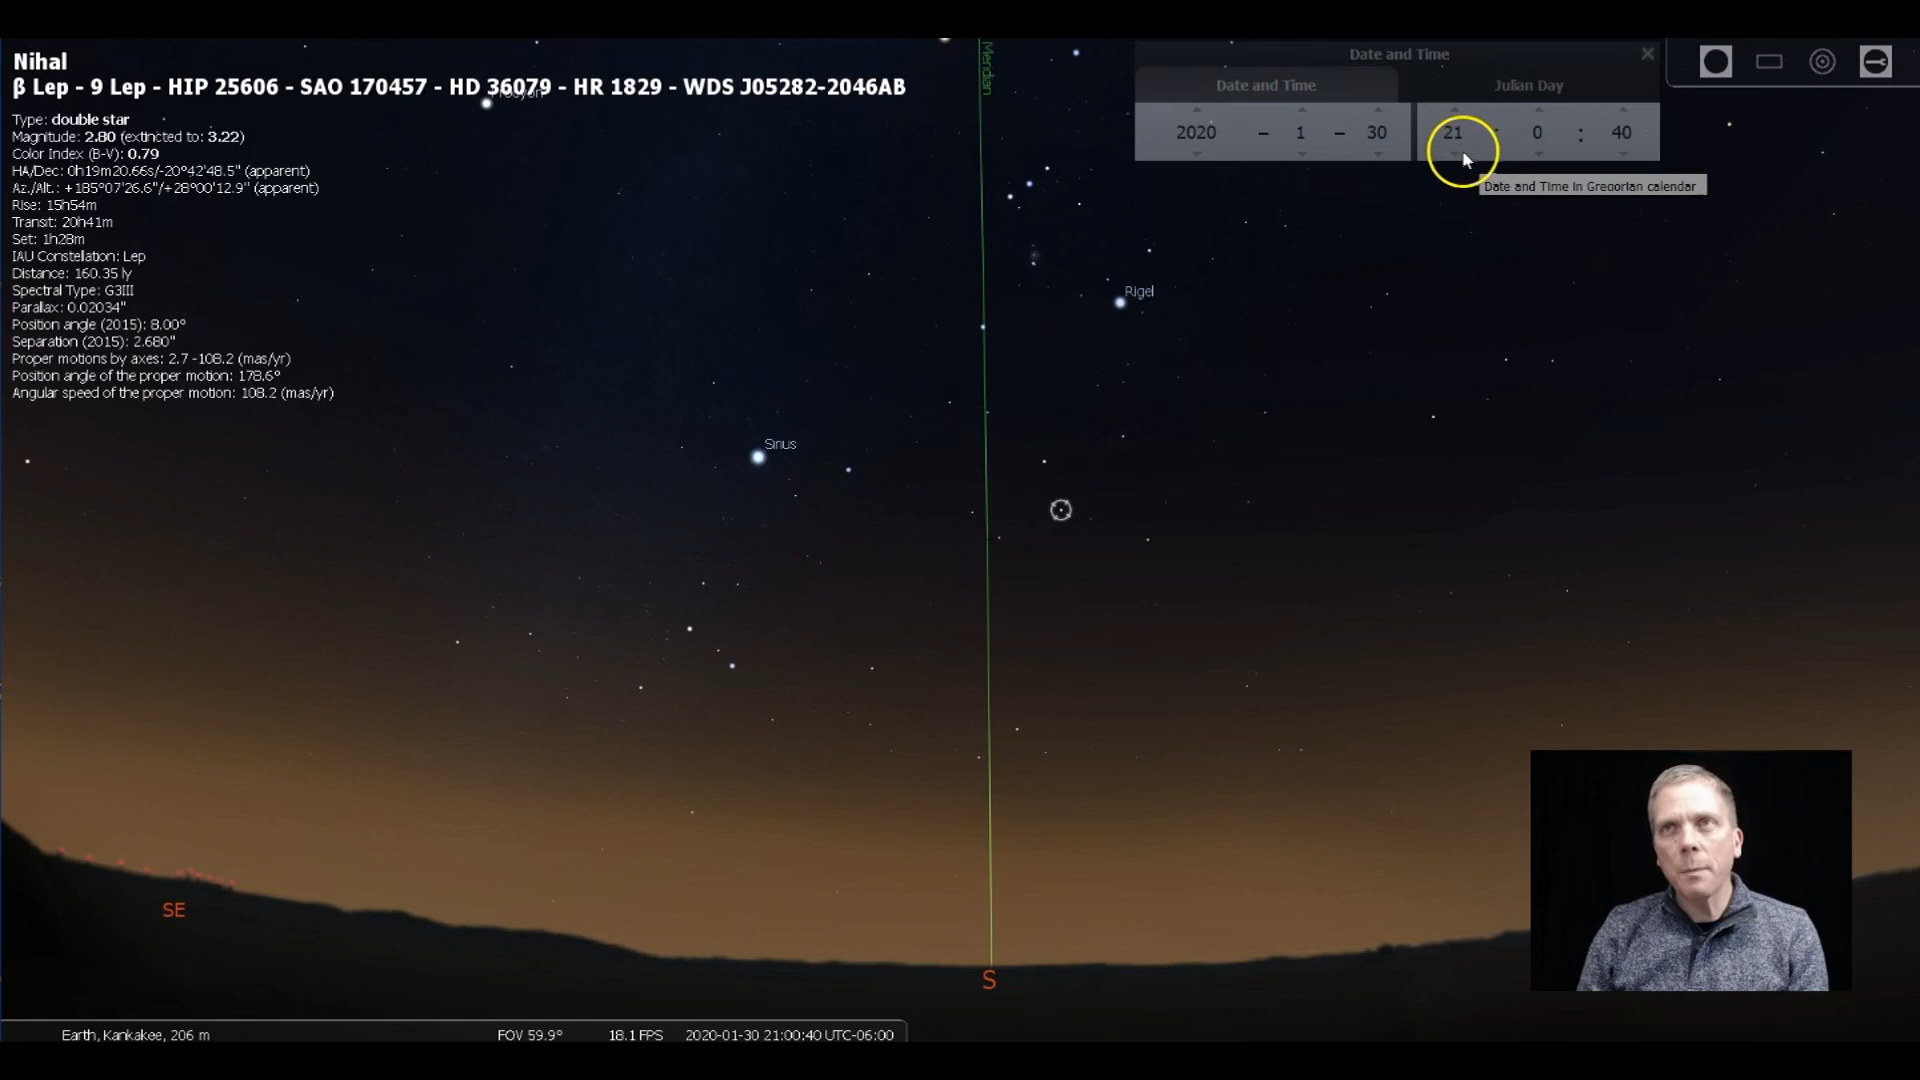 Nihal
β Lep - 9 Lep - HIP 25606 - SAO 170457 - HD 36079 - HR 1829 - WDS J05282-2046AB
Procyon
Type: double star
Magnitude: 2.80 (extincted to: 3.22)
Color Index (B-V): 0.79
HA/Dec: 0h19m20.66s/-20°42'48.5" (apparent)
Az./Alt.: +185°07'26.6"/+28°00'12.9" (apparent)
Rise: 15h54m
Transit: 20h41m
Set: 1h28m
IAU Constellation: Lep
Distance: 160.35 ly
Spectral Type: G3III
Parallax: 0.02034"
Position angle (2015): 8.00°
Separation (2015): 2.680"
Proper motions by axes: 2.7 -108.2 (mas/yr)
Position angle of the proper motion: 178.6°
Angular speed of the proper motion: 108.2 (mas/yr)
Meridian
Date and Time
Date and Time Julian Day
2020 - 1 - 30 21 : 0 : 40
Date and Time in Gregorian calendar
Rigel
Sirius
SE
S
Earth, Kankakee, 206 m FOV 59.9° 18.1 FPS 2020-01-30 21:00:40 UTC-06:00